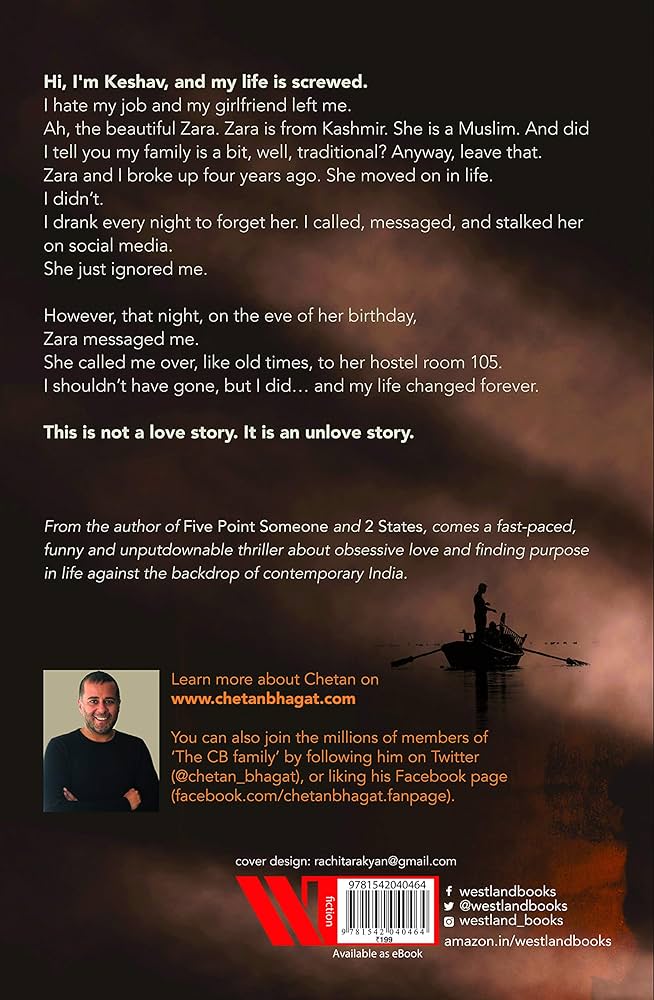 Hi, I'm Keshav, and my life is screwed.
I hate my job and my girlfriend left me.
Ah, the beautiful Zara. Zara is from Kashmir. She is a Muslim. And did
I tell you my family is a bit, well, traditional? Anyway, leave that.
Zara and I broke up four years ago. She moved on in life.
I didn't.
I drank every night to forget her. I called, messaged, and stalked her
on social media.
She just ignored me.
However, that night, on the eve of her birthday,
Zara messaged me.
She called me over, like old times, to her hostel room 105.
I shouldn't have gone, but I did… and my life changed forever.
This is not a love story. It is an unlove story.
From the author of Five Point Someone and 2 States, comes a fast-paced,
funny and unputdownable thriller about obsessive love and finding purpose
in life against the backdrop of contemporary India.
Learn more about Chetan on
www.chetanbhagat.com
You can also join the millions of members of
'The CB family' by following him on Twitter
(@chetan_bhagat), or liking his Facebook page
(facebook.com/chetanbhagat.fanpage).
cover design: rachitarakyan@gmail.com
W
fiction
9781542040464
9 781542 040464
₹199
Available as eBook
westlandbooks
@westlandbooks
westland_books
amazon.in/westlandbooks